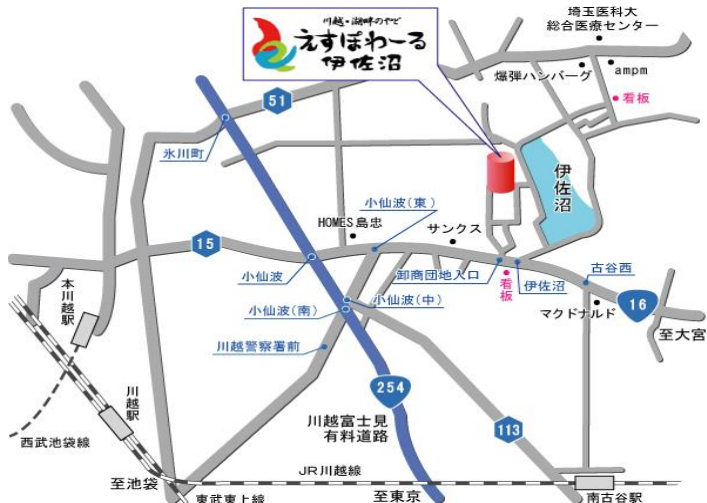 川越・湖畔のやど
えすぽわーる
伊佐沼
埼玉医科大
総合医療センター
爆弾ハンバーグ
ampm
看板
51
氷川町
伊佐沼
HOMES島忠
小仙波(東)
サンクス
15
小仙波
卸商団地入口
看板
伊佐沼
古谷西
16
マクドナルド
至大宮
本川越駅
小仙波(南)
小仙波(中)
川越警察署前
川越駅
254
川越富士見
有料道路
113
西武池袋線
至池袋
JR川越線
東武東上線
至東京
南古谷駅